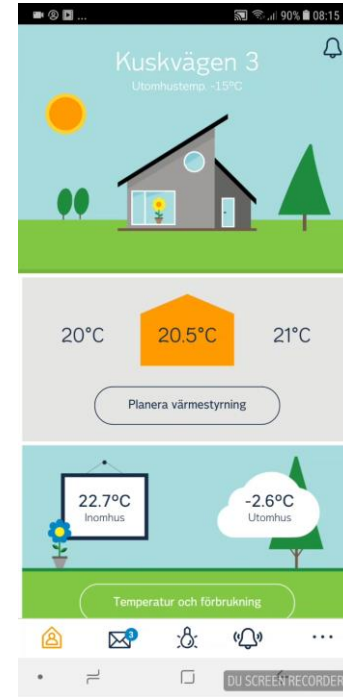 ... 90% 08:15
Kuskvägen 3
Utomhustemp. -15°C
20°C 20.5°C 21°C
Planera värmestyrning
22.7°C
Inomhus
-2.6°C
Utomhus
Temperatur och förbrukning
3
...
DU SCREEN RECORDER